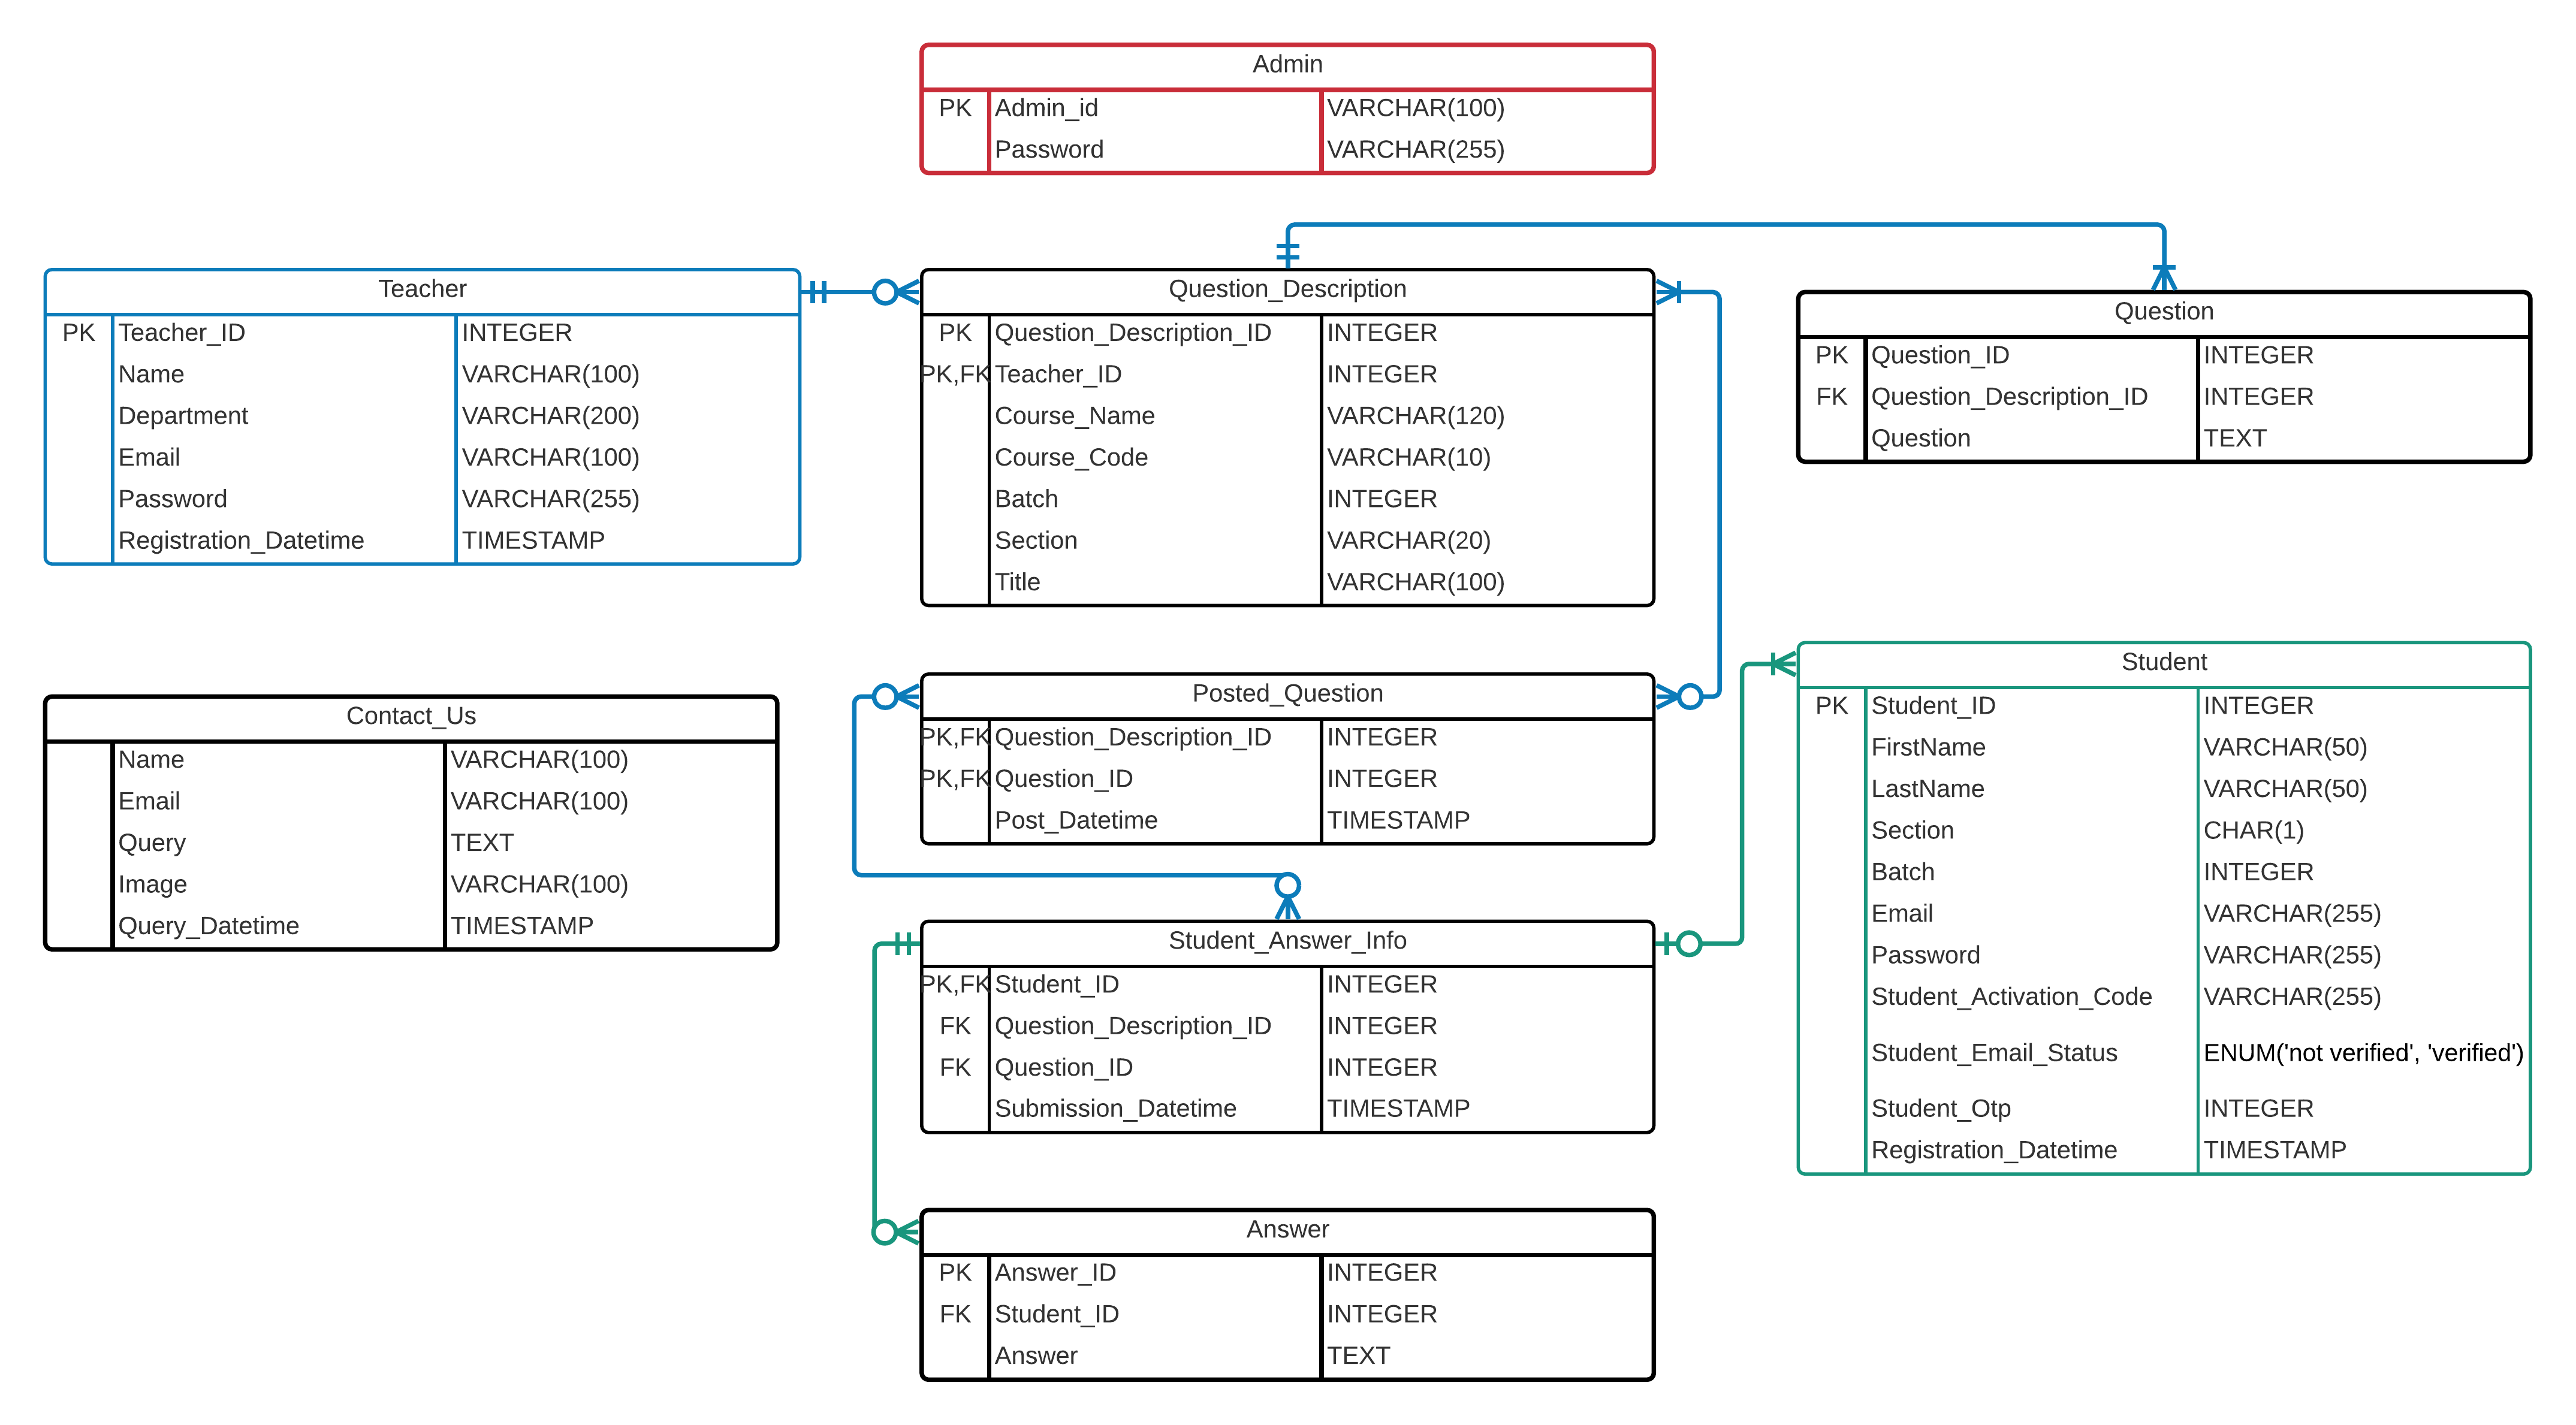 Admin
PK Admin_id VARCHAR(100)
Password VARCHAR(255)
Teacher
PK Teacher_ID INTEGER
Name VARCHAR(100)
Department VARCHAR(200)
Email VARCHAR(100)
Password VARCHAR(255)
Registration_Datetime TIMESTAMP
Question_Description
PK Question_Description_ID INTEGER
PK,FK Teacher_ID INTEGER
Course_Name VARCHAR(120)
Course_Code VARCHAR(10)
Batch INTEGER
Section VARCHAR(20)
Title VARCHAR(100)
Question
PK Question_ID INTEGER
FK Question_Description_ID INTEGER
Question TEXT
Contact_Us
Name VARCHAR(100)
Email VARCHAR(100)
Query TEXT
Image VARCHAR(100)
Query_Datetime TIMESTAMP
Posted_Question
PK,FK Question_Description_ID INTEGER
PK,FK Question_ID INTEGER
Post_Datetime TIMESTAMP
Student
PK Student_ID INTEGER
FirstName VARCHAR(50)
LastName VARCHAR(50)
Section CHAR(1)
Batch INTEGER
Email VARCHAR(255)
Password VARCHAR(255)
Student_Activation_Code VARCHAR(255)
Student_Email_Status ENUM('not verified', 'verified')
Student_Otp INTEGER
Registration_Datetime TIMESTAMP
Student_Answer_Info
PK,FK Student_ID INTEGER
FK Question_Description_ID INTEGER
FK Question_ID INTEGER
Submission_Datetime TIMESTAMP
Answer
PK Answer_ID INTEGER
FK Student_ID INTEGER
Answer TEXT